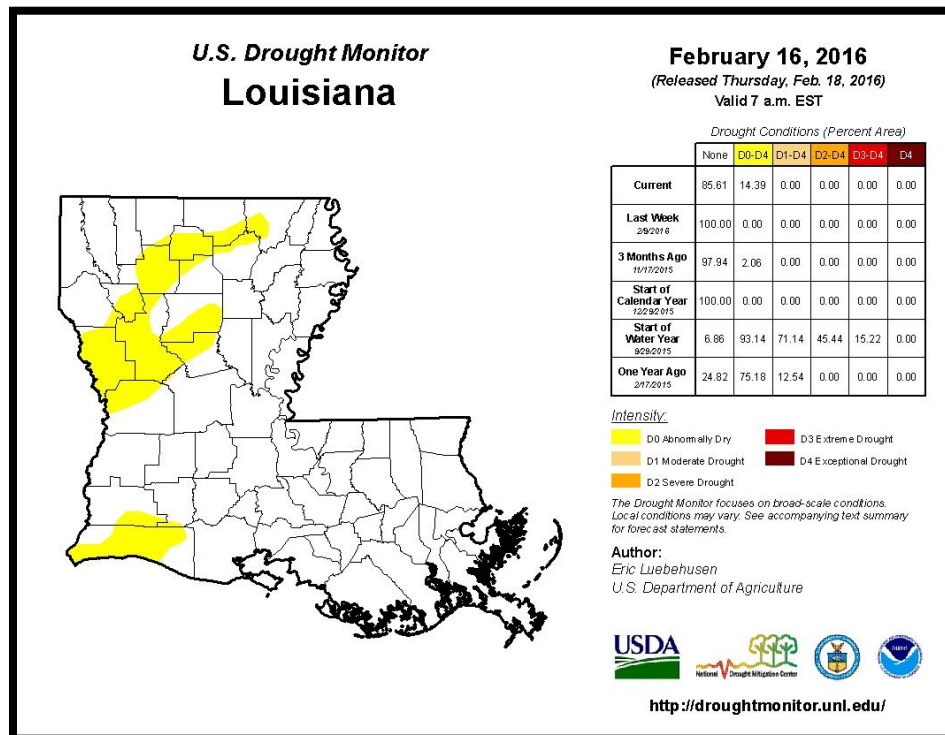 U.S. Drought Monitor
Louisiana
February 16, 2016
(Released Thursday, Feb. 18, 2016)
Valid 7 a.m. EST
Drought Conditions (Percent Area)
None D0-D4 D1-D4 D2-D4 D3-D4 D4
Current 85.61 14.39 0.00 0.00 0.00 0.00
Last Week 100.00 0.00 0.00 0.00 0.00 0.00
2/9/2016
3 Months Ago 97.94 2.06 0.00 0.00 0.00 0.00
11/17/2015
Start of
Calendar Year 100.00 0.00 0.00 0.00 0.00 0.00
12/29/2015
Start of
Water Year 6.86 93.14 71.14 45.44 15.22 0.00
9/29/2015
One Year Ago 24.82 75.18 12.54 0.00 0.00 0.00
2/17/2015
Intensity:
D0 Abnormally Dry D3 Extreme Drought
D1 Moderate Drought D4 Exceptional Drought
D2 Severe Drought
The Drought Monitor focuses on broad-scale conditions.
Local conditions may vary. See accompanying text summary
for forecast statements.
Author:
Eric Luebehusen
U.S. Department of Agriculture
USDA
National Drought Mitigation Center
http://droughtmonitor.unl.edu/